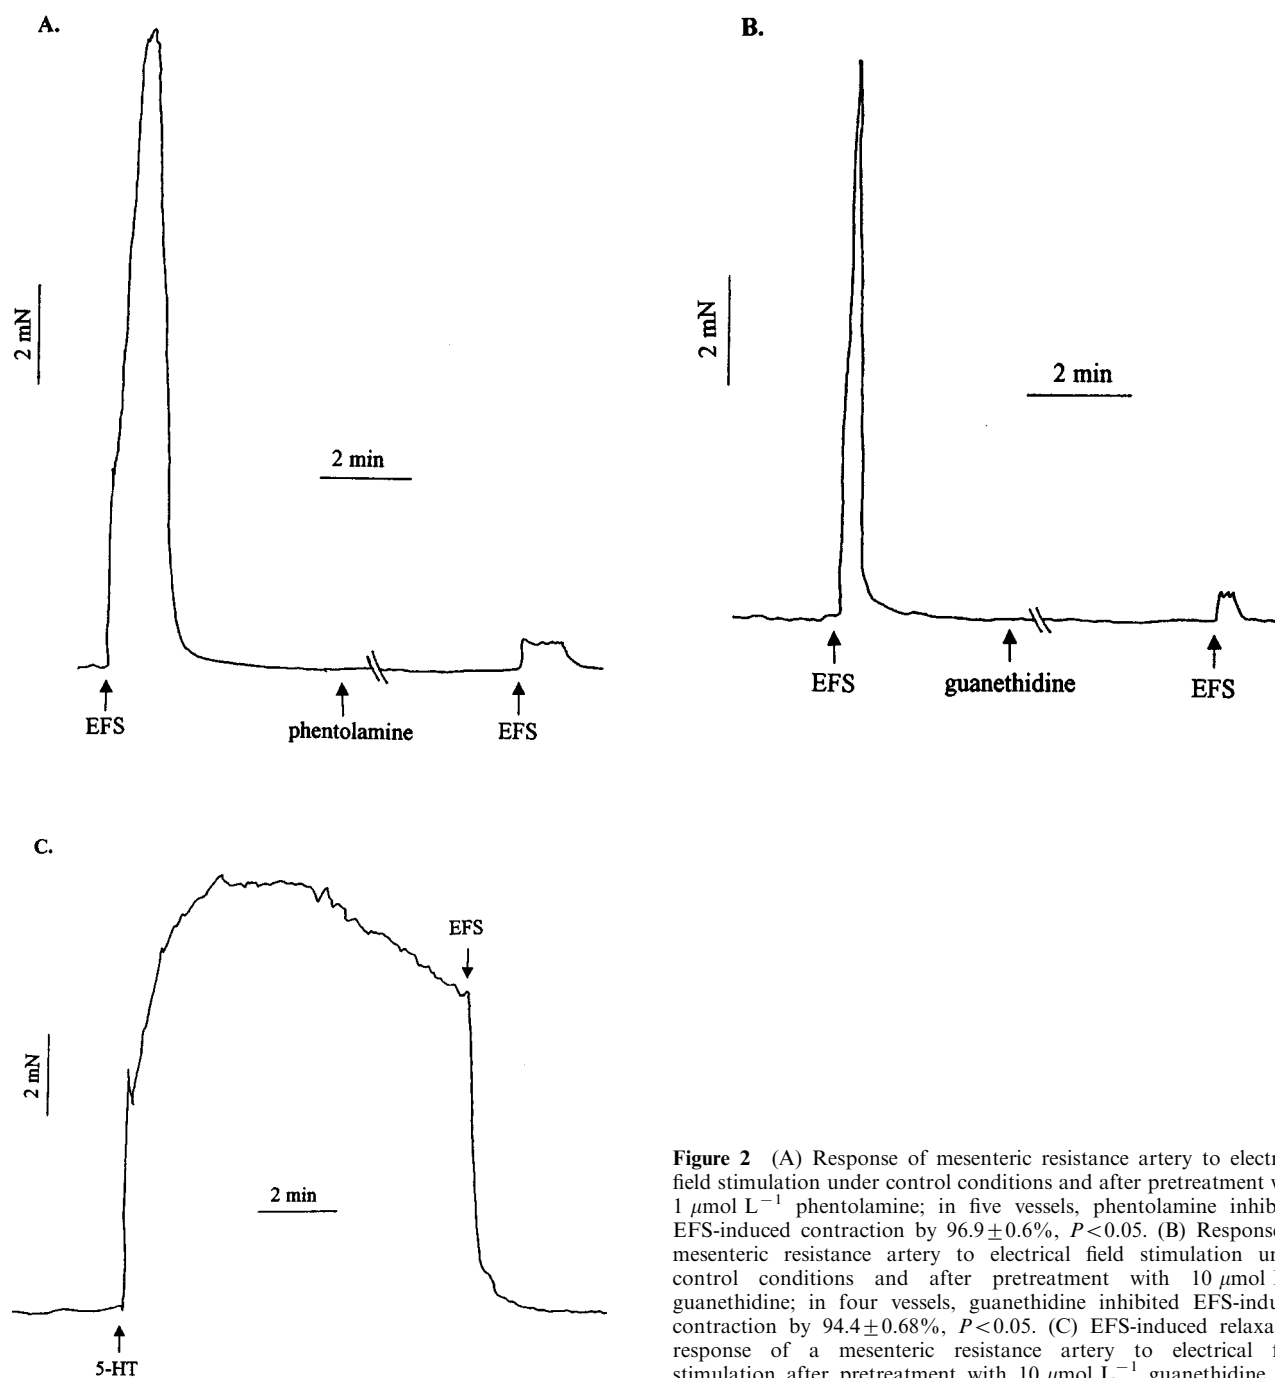 A.
2 mN
2 min
EFS
phentolamine
EFS
B.
2 mN
2 min
EFS
guanethidine
EFS
C.
EFS
2 mN
2 min
5-HT
Figure 2 (A) Response of mesenteric resistance artery to electr
field stimulation under control conditions and after pretreatment
1 μmol L⁻¹ phentolamine; in five vessels, phentolamine inhib
EFS-induced contraction by 96.9±0.6%, P<0.05. (B) Response
mesenteric resistance artery to electrical field stimulation un
control conditions and after pretreatment with 10 μmol
guanethidine; in four vessels, guanethidine inhibited EFS-indu
contraction by 94.4±0.68%, P<0.05. (C) EFS-induced relaxa
response of a mesenteric resistance artery to electrical f
stimulation after pretreatment with 10 μmol L⁻¹ guanethidine